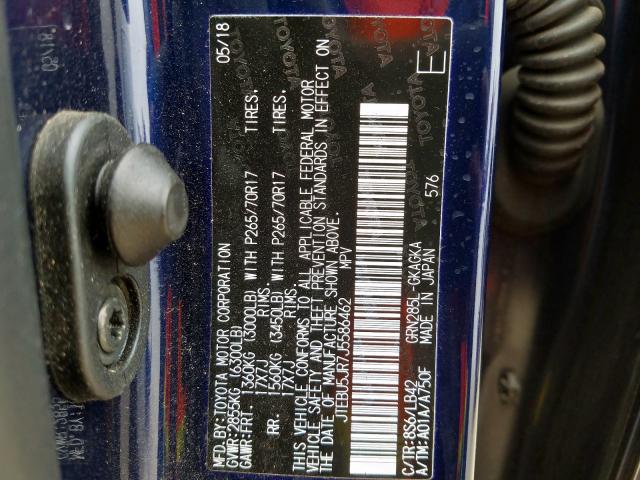 MFD.BY: TOYOTA MOTOR CORPORATION 05/18
GVWR: 2855KG (6300LB)
GAWR: FR. 1360KG (3000LB) WITH P265/70R17 TIRES,
17X7J RIMS
RR. 1560KG (3450LB) WITH P265/70R17 TIRES,
17X7J RIMS.
THIS VEHICLE CONFORMS TO ALL APPLICABLE FEDERAL MOTOR
VEHICLE SAFETY AND THEFT PREVENTION STANDARDS IN EFFECT ON
THE DATE OF MANUFACTURE SHOWN ABOVE.
JTEBU5JR7J5586462 MPV
E
576
C/TR: 8S6/LB42 GRN285L-GKAGKA
A/TM: A01A/A750F MADE IN JAPAN